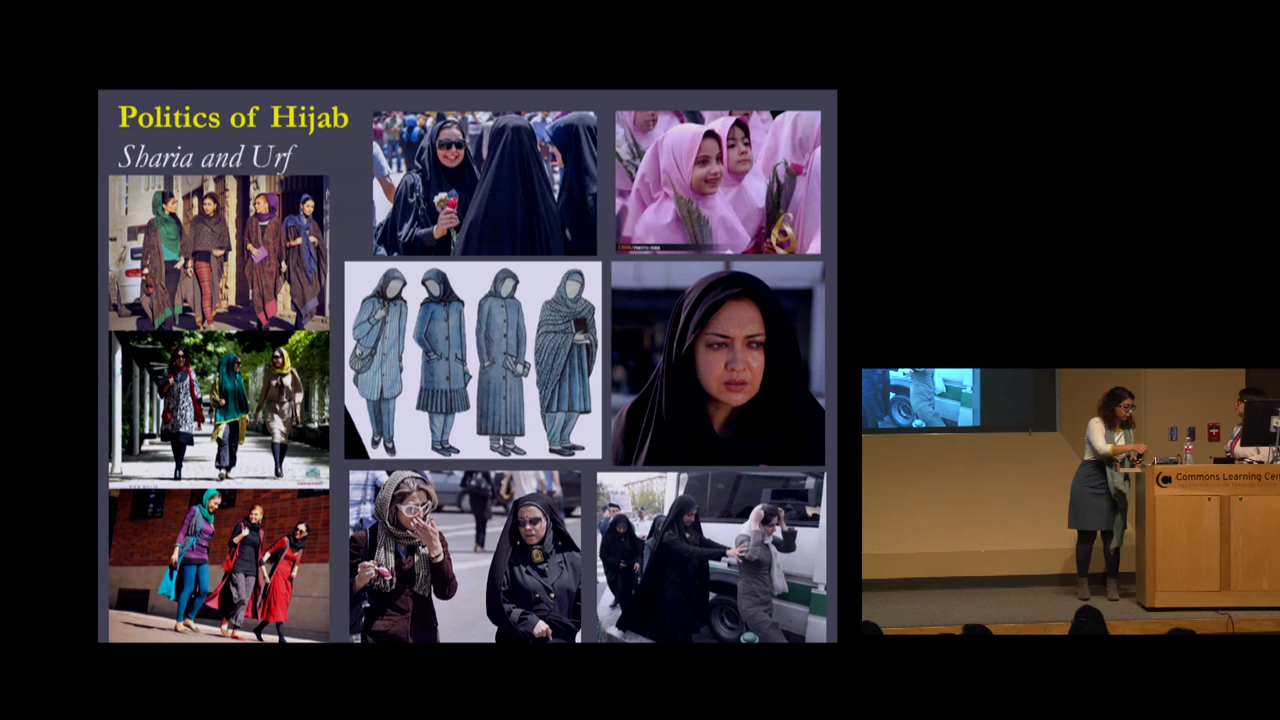 Politics of Hijab
Sharia and Urf
Commons Learning Cen